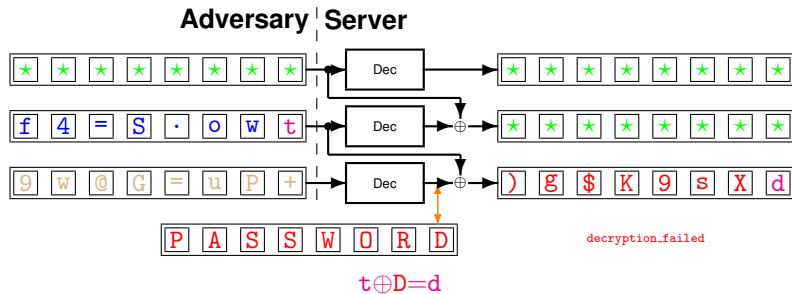 Adversary Server
★ ★ ★ ★ ★ ★ ★ ★ Dec ★ ★ ★ ★ ★ ★ ★ ★
f 4 = S · o w t Dec ⊕ ★ ★ ★ ★ ★ ★ ★ ★
9 w @ G = u P + Dec ⊕ ) g $ K 9 s X d
P A S S W O R D decryption_failed
t⊕D=d